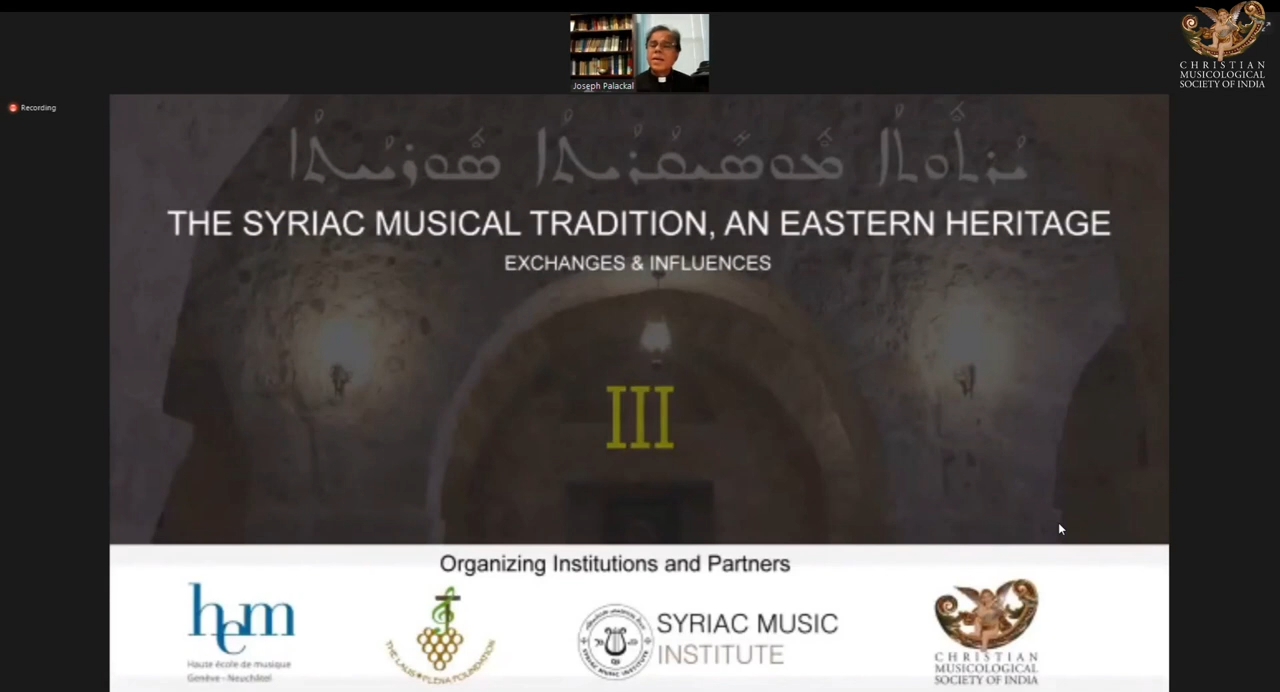 Joseph Palackal
CHRISTIAN
MUSICOLOGICAL
SOCIETY OF INDIA
Recording
THE SYRIAC MUSICAL TRADITION, AN EASTERN HERITAGE
EXCHANGES & INFLUENCES
III
Organizing Institutions and Partners
hem
Haute école de musique
Genève - Neuchâtel
THE LAUS PLENA FOUNDATION
SYRIAC MUSIC
INSTITUTE
CHRISTIAN
MUSICOLOGICAL
SOCIETY OF INDIA